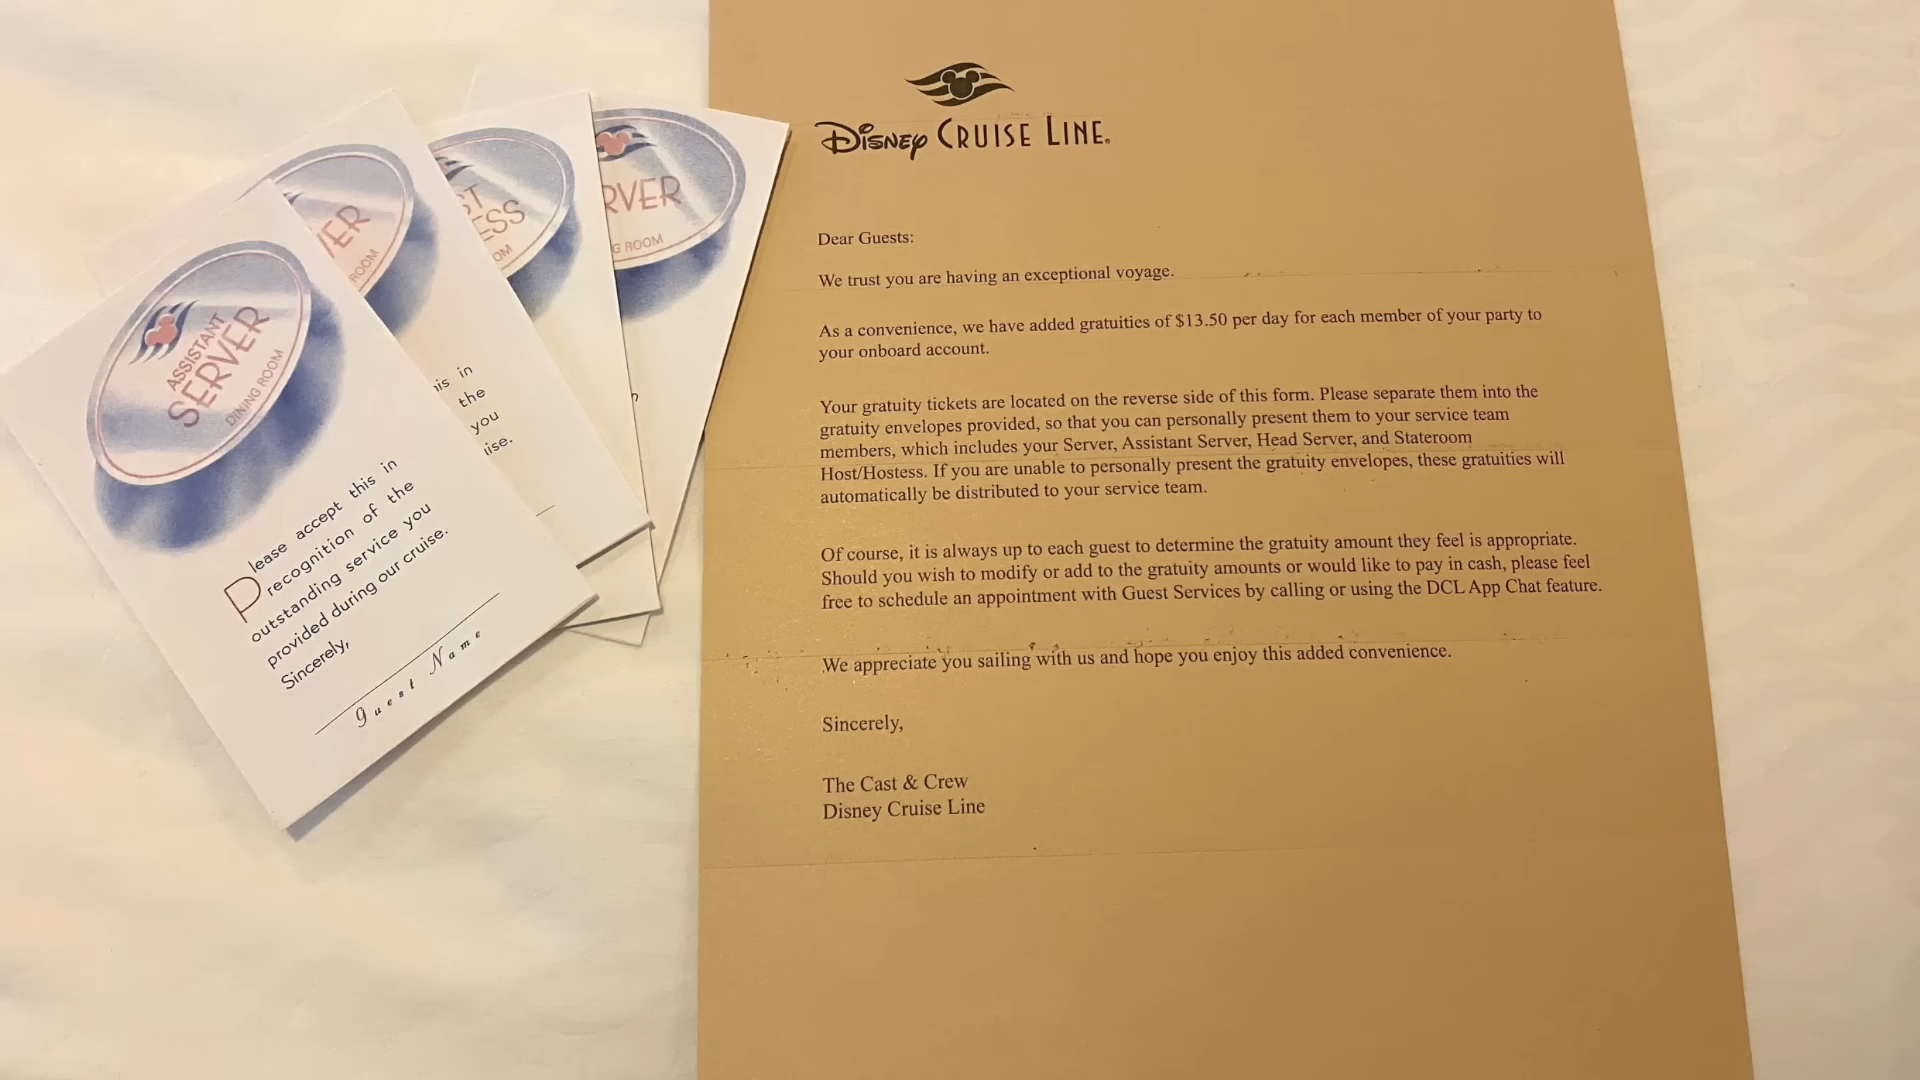 ASSISTANT
SERVER
DINING ROOM
Please accept this in
recognition of the
outstanding service you
provided during our cruise.
Sincerely,
Guest Name
ROOM
his in
the
you
ROOM
DISNEY CRUISE LINE.
Dear Guests:
We trust you are having an exceptional voyage.
As a convenience, we have added gratuities of $13.50 per day for each member of your party to
your onboard account.
Your gratuity tickets are located on the reverse side of this form. Please separate them into the
gratuity envelopes provided, so that you can personally present them to your service team
members, which includes your Server, Assistant Server, Head Server, and Stateroom
Host/Hostess. If you are unable to personally present the gratuity envelopes, these gratuities will
automatically be distributed to your service team.
Of course, it is always up to each guest to determine the gratuity amount they feel is appropriate.
Should you wish to modify or add to the gratuity amounts or would like to pay in cash, please feel
free to schedule an appointment with Guest Services by calling or using the DCL App Chat feature.
We appreciate you sailing with us and hope you enjoy this added convenience.
Sincerely,
The Cast & Crew
Disney Cruise Line